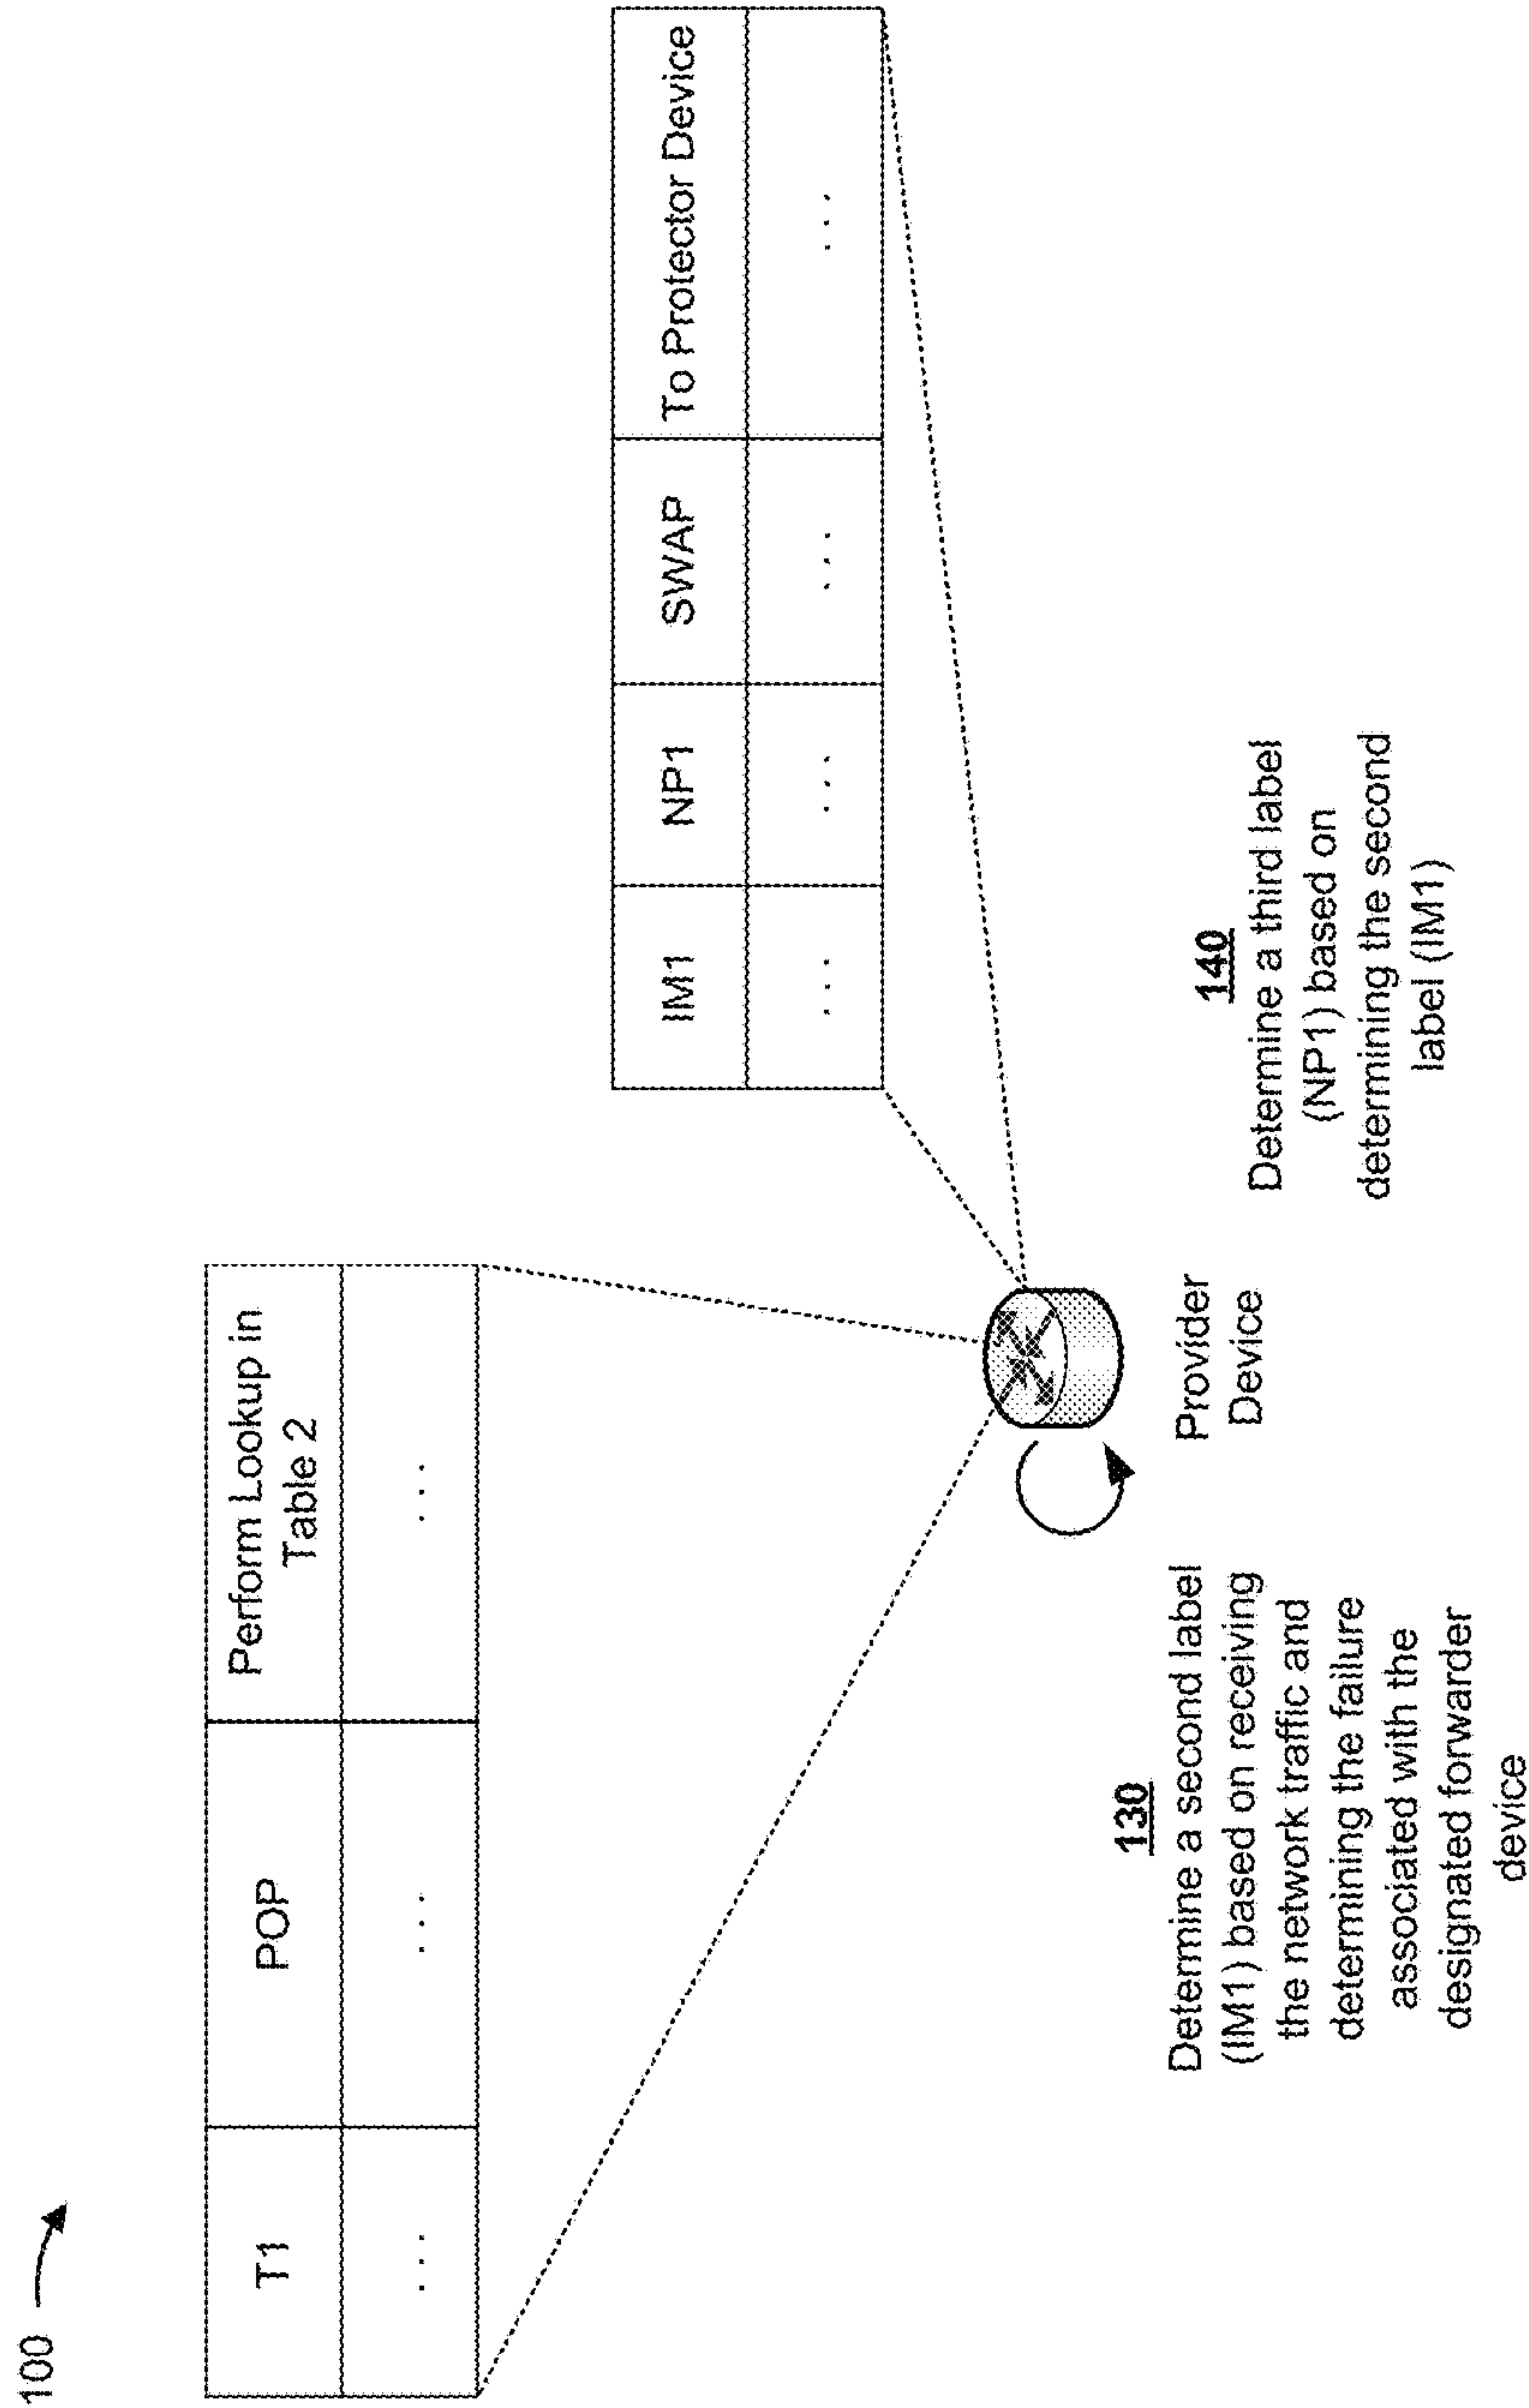 100
T1 POP Perform Lookup in
Table 2
... ... ...
IM1 NP1 SWAP To Protector Device
... ... ... ...
Provider
Device
130
Determine a second label
(IM1) based on receiving
the network traffic and
determining the failure
associated with the
designated forwarder
device
140
Determine a third label
(NP1) based on
determining the second
label (IM1)